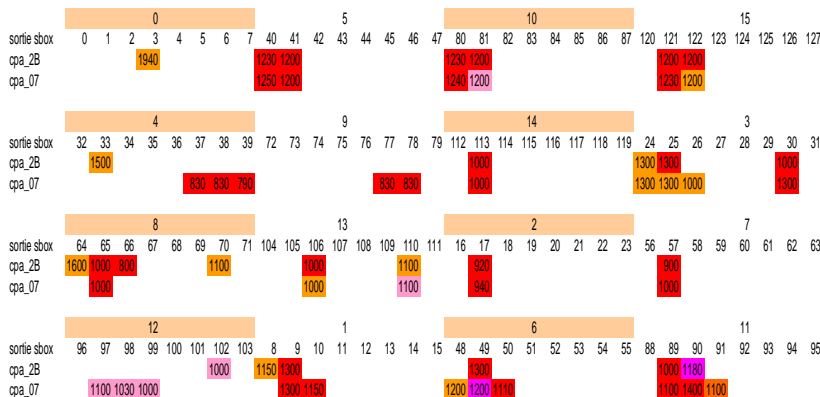 0 5 10 15
sortie sbox 0 1 2 3 4 5 6 7 40 41 42 43 44 45 46 47 80 81 82 83 84 85 86 87 120 121 122 123 124 125 126 127
cpa_2B 1940 1230 1200 1230 1200 1200 1200
cpa_07 1250 1200 1240 1200 1230 1200
4 9 14 3
sortie sbox 32 33 34 35 36 37 38 39 72 73 74 75 76 77 78 79 112 113 114 115 116 117 118 119 24 25 26 27 28 29 30 31
cpa_2B 1500 1000 1300 1300 1000
cpa_07 830 830 790 830 830 1000 1300 1300 1000 1300
8 13 2 7
sortie sbox 64 65 66 67 68 69 70 71 104 105 106 107 108 109 110 111 16 17 18 19 20 21 22 23 56 57 58 59 60 61 62 63
cpa_2B 1600 1000 800 1100 1000 1100 920 900
cpa_07 1000 1000 1100 940 1000
12 1 6 11
sortie sbox 96 97 98 99 100 101 102 103 8 9 10 11 12 13 14 15 48 49 50 51 52 53 54 55 88 89 90 91 92 93 94 95
cpa_2B 1000 1150 1300 1300 1000 1180
cpa_07 1100 1030 1000 1300 1150 1200 1200 1110 1100 1400 1100